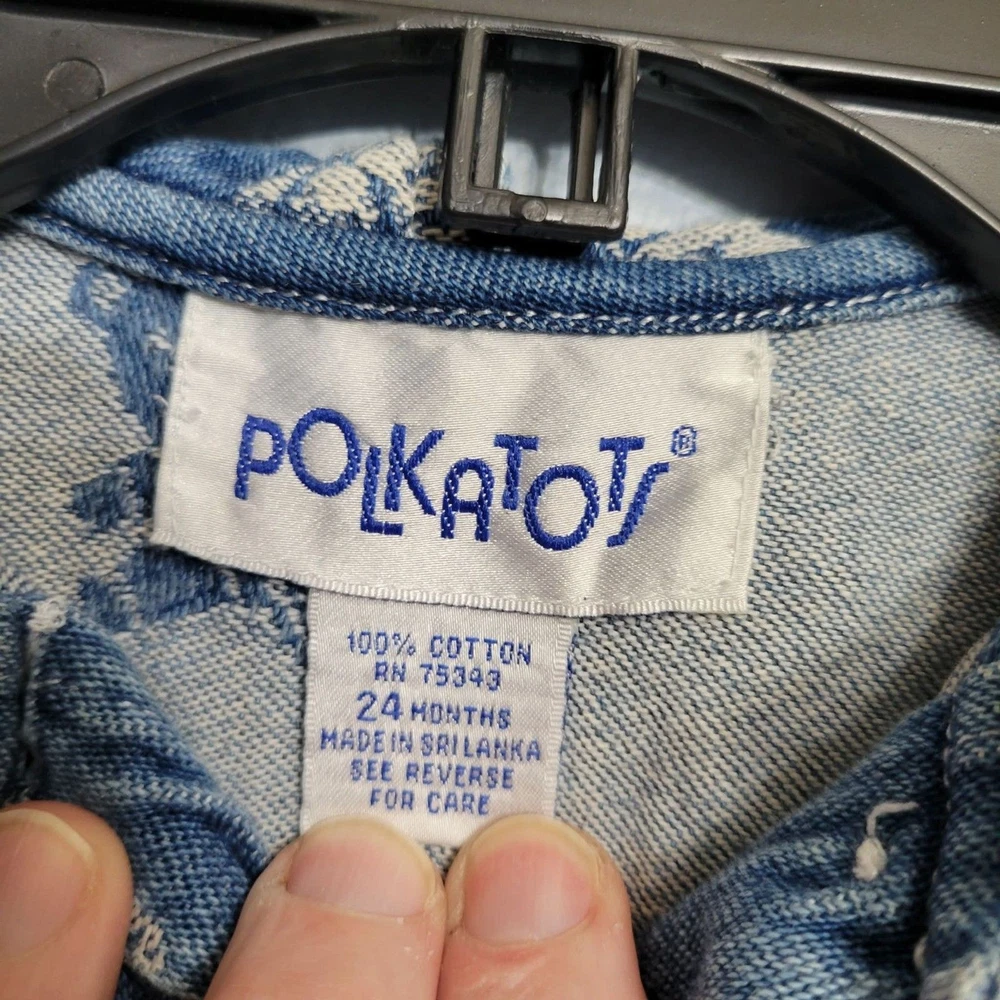 POLKATOTS®
100% COTTON
RN 75343
24 MONTHS
MADE IN SRI LANKA
SEE REVERSE
FOR CARE